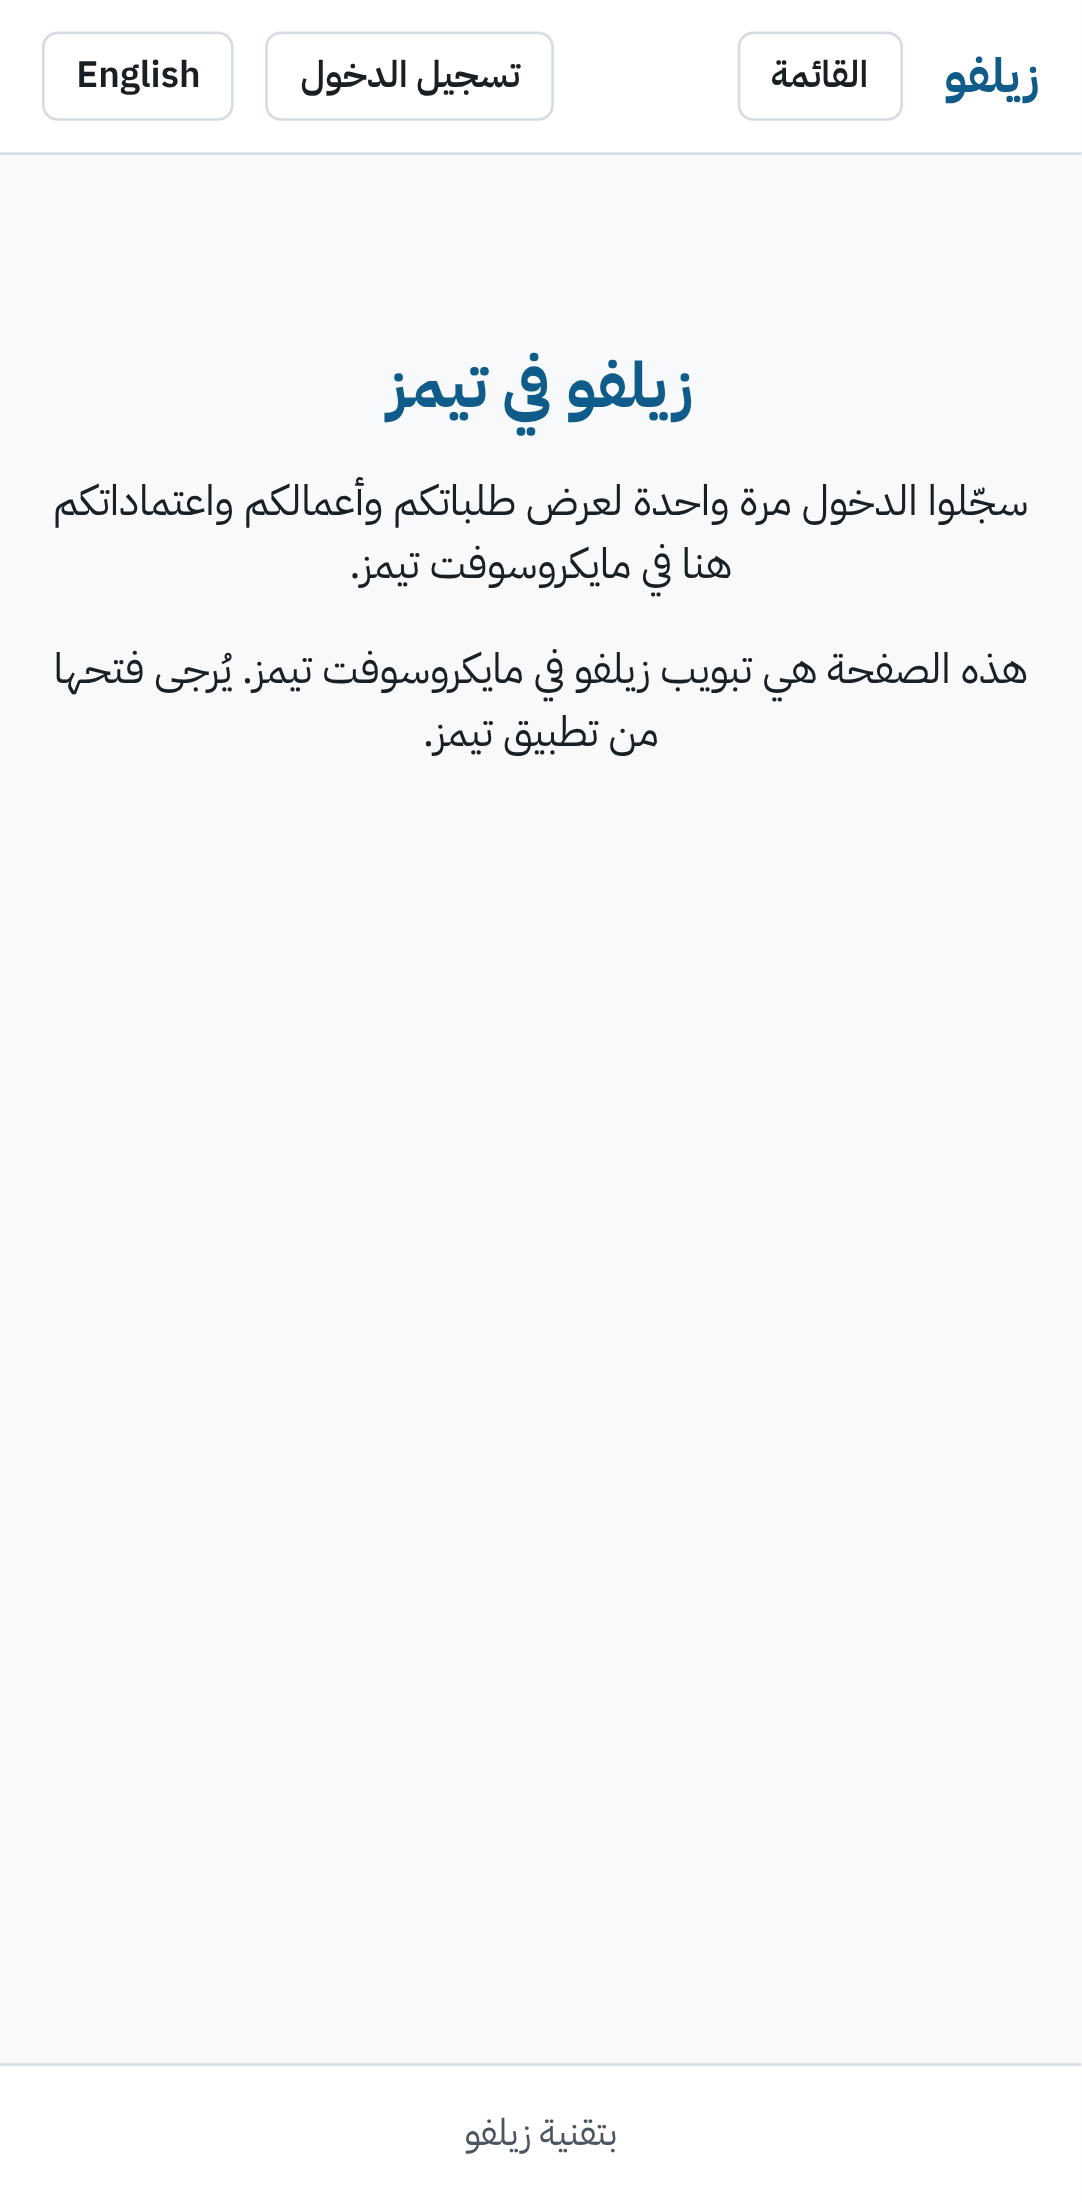 زيلفو
القائمة
تسجيل الدخول
English
زيلفو في تيمز
سجّلوا الدخول مرة واحدة لعرض طلباتكم وأعمالكم واعتماداتكم
هنا في مايكروسوفت تيمز.
هذه الصفحة هي تبويب زيلفو في مايكروسوفت تيمز. يُرجى فتحها
من تطبيق تيمز.
بتقنية زيلفو